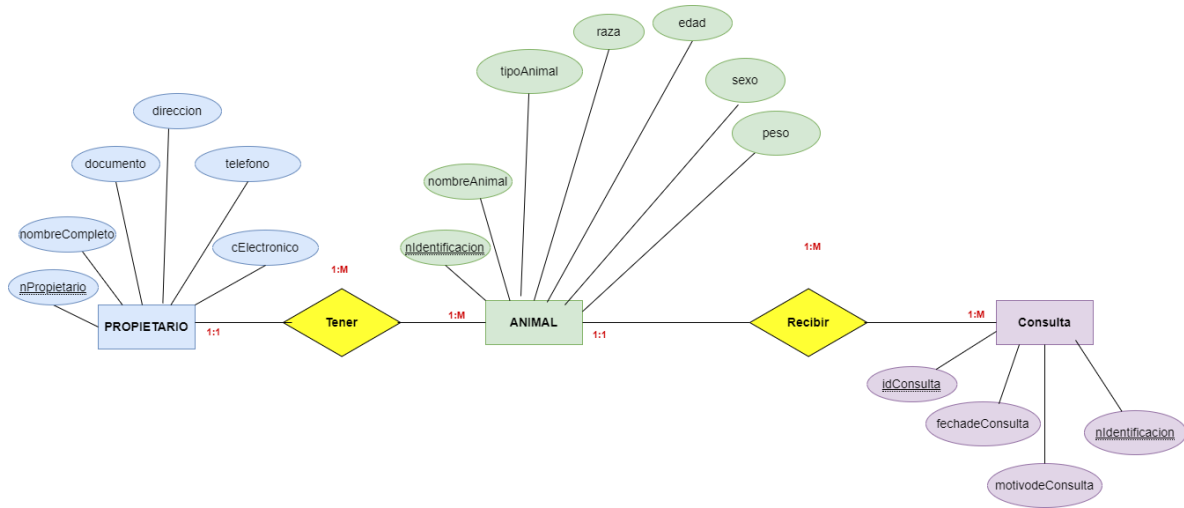 edad
raza
tipoAnimal
sexo
direccion
peso
documento
telefono
nombreAnimal
nombreCompleto
cElectronico
nIdentificacion
1:M
1:M
nPropietario
PROPIETARIO
1:1
Tener
1:M
ANIMAL
1:1
Recibir
1:M
Consulta
idConsulta
fechadeConsulta
nIdentificacion
motivodeConsulta